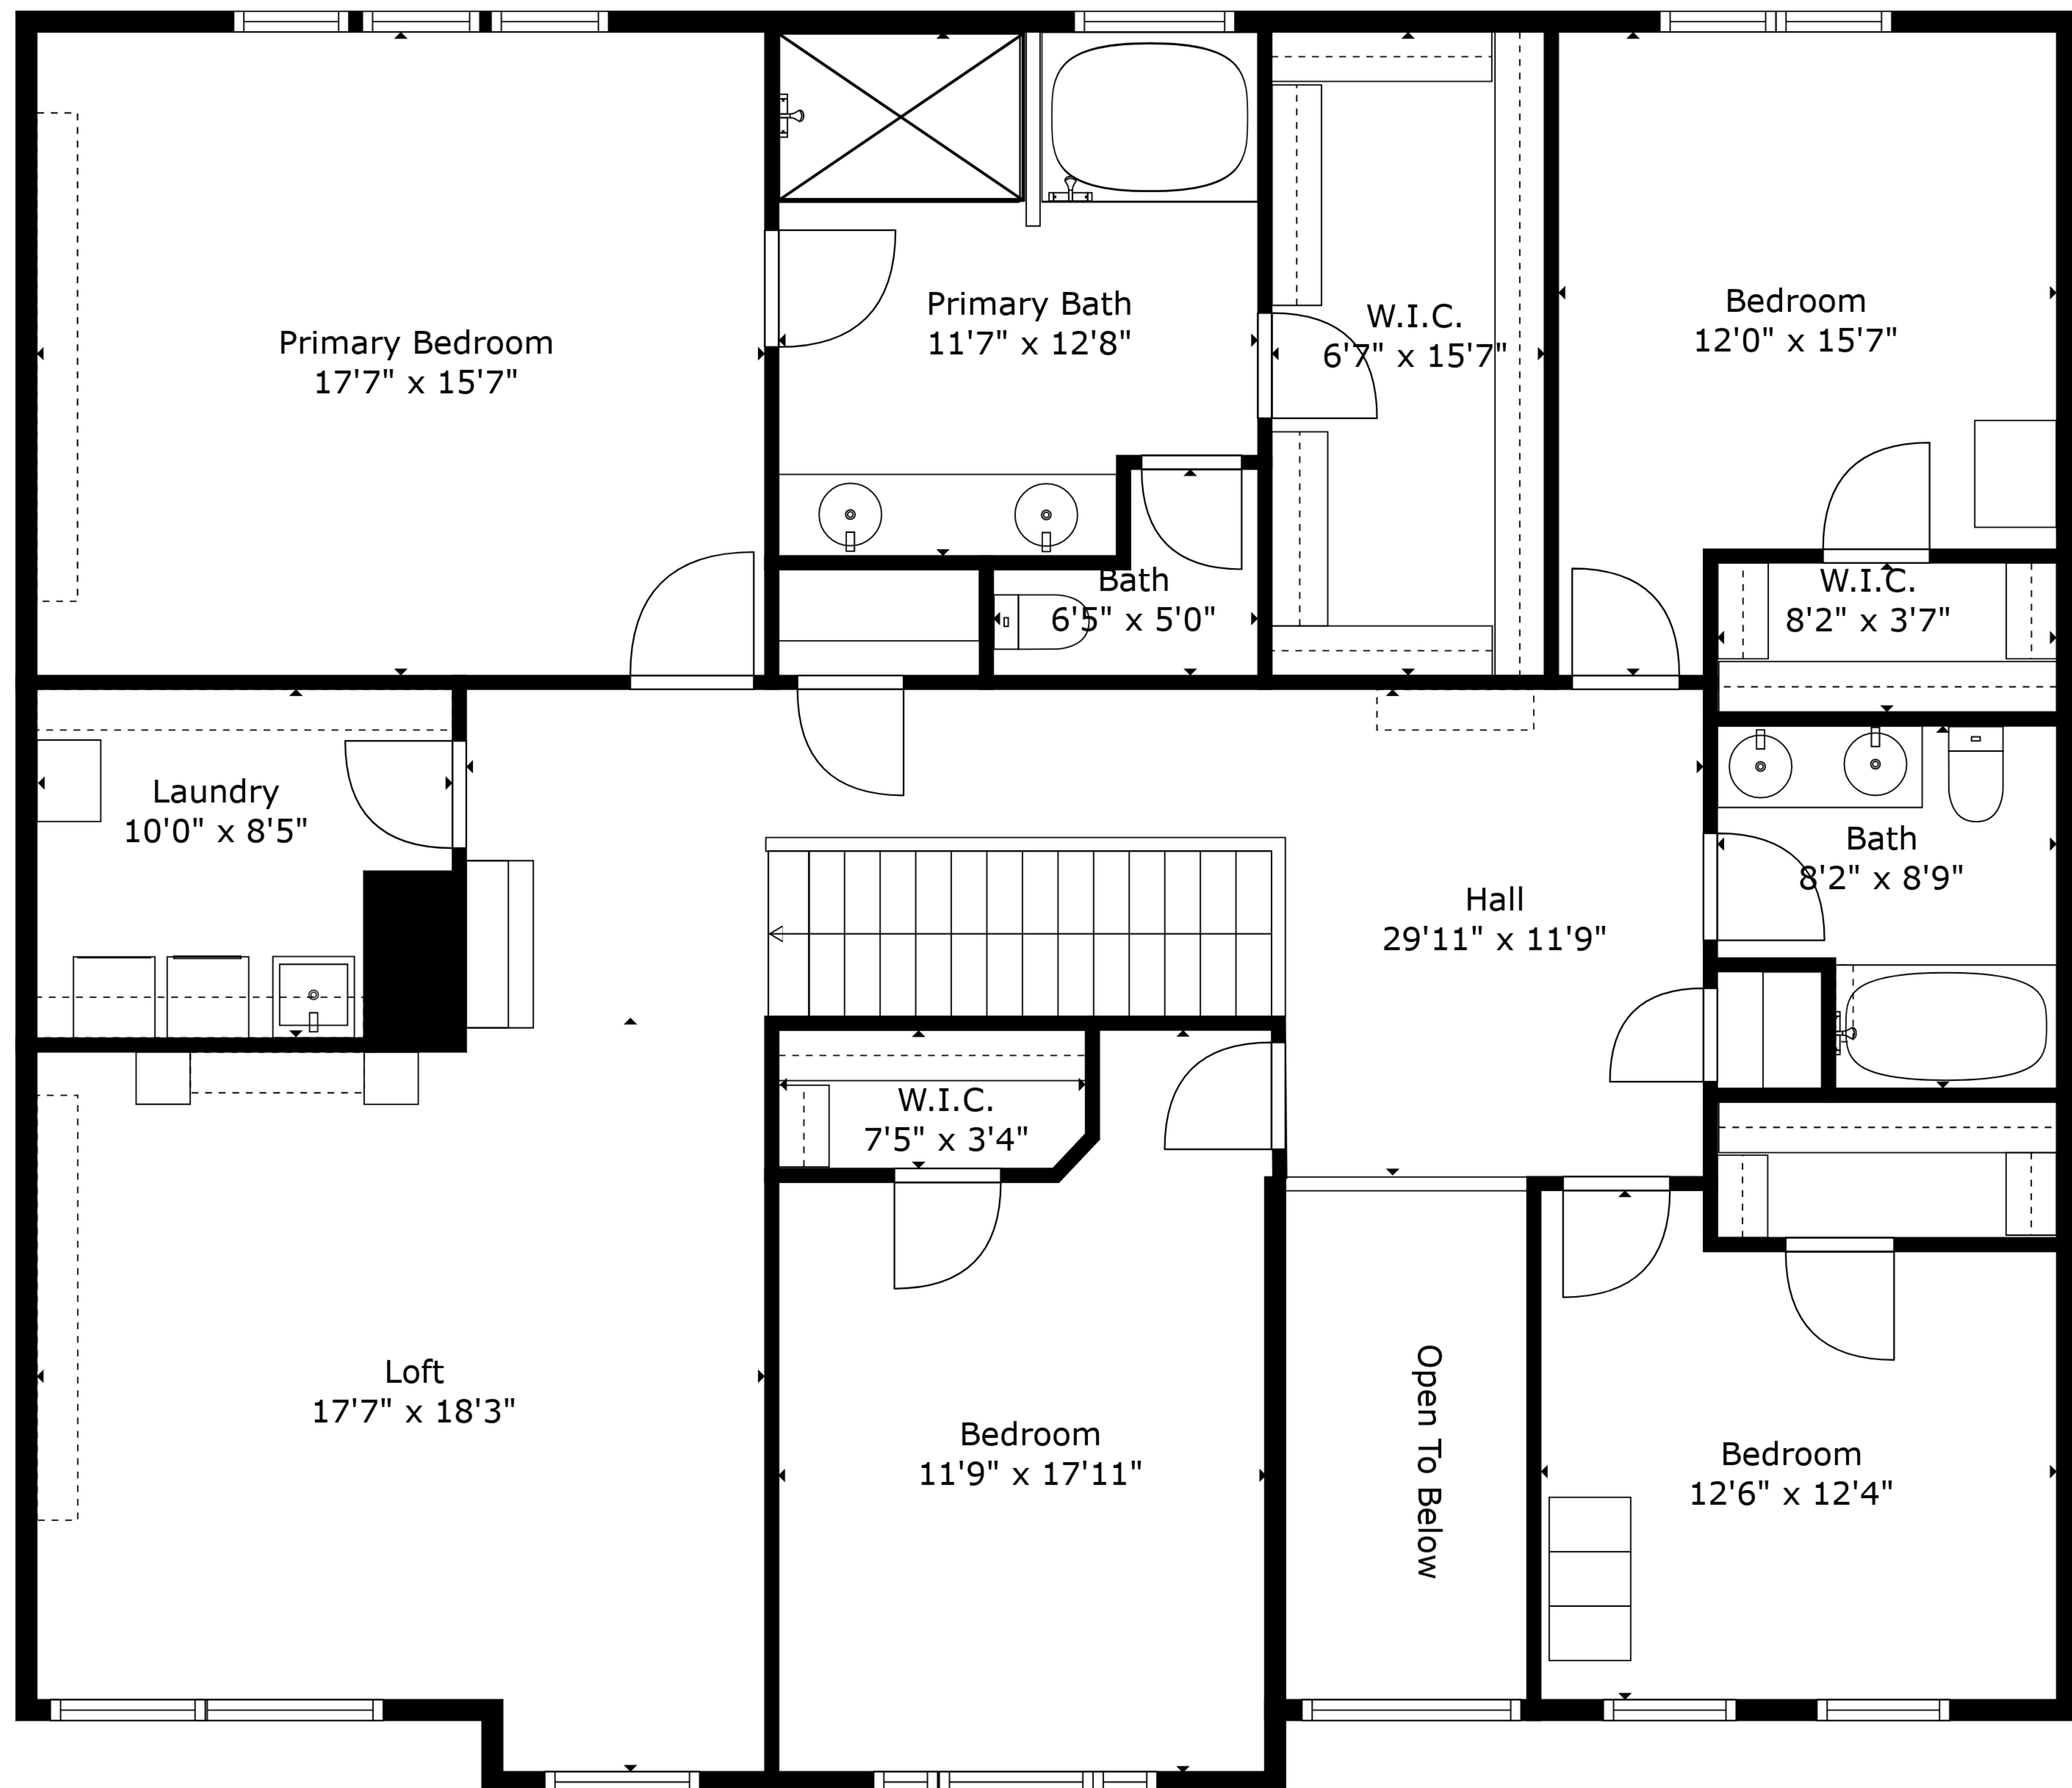 Primary Bedroom
17'7" x 15'7"
Primary Bath
11'7" x 12'8"
W.I.C.
6'7" x 15'7"
Bedroom
12'0" x 15'7"
Bath
6'5" x 5'0"
W.I.C.
8'2" x 3'7"
Laundry
10'0" x 8'5"
Hall
29'11" x 11'9"
Bath
8'2" x 8'9"
W.I.C.
7'5" x 3'4"
Loft
17'7" x 18'3"
Bedroom
11'9" x 17'11"
Open To Below
Bedroom
12'6" x 12'4"